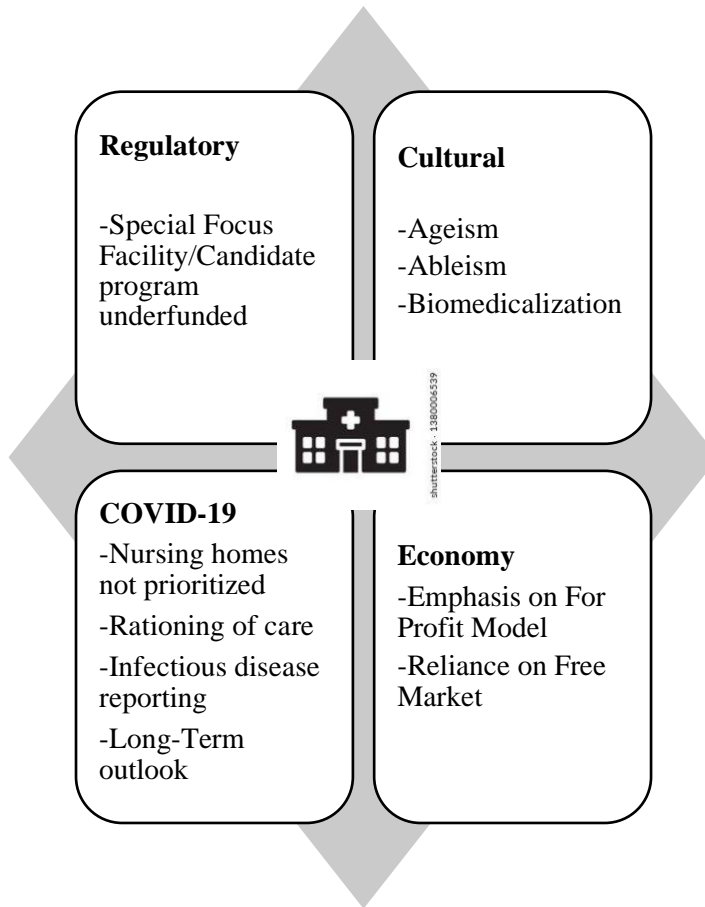 Regulatory
-Special Focus
Facility/Candidate
program
underfunded
Cultural
-Ageism
-Ableism
-Biomedicalization
shutterstock · 1380006539
COVID-19
-Nursing homes
not prioritized
-Rationing of care
-Infectious disease
reporting
-Long-Term
outlook
Economy
-Emphasis on For
Profit Model
-Reliance on Free
Market